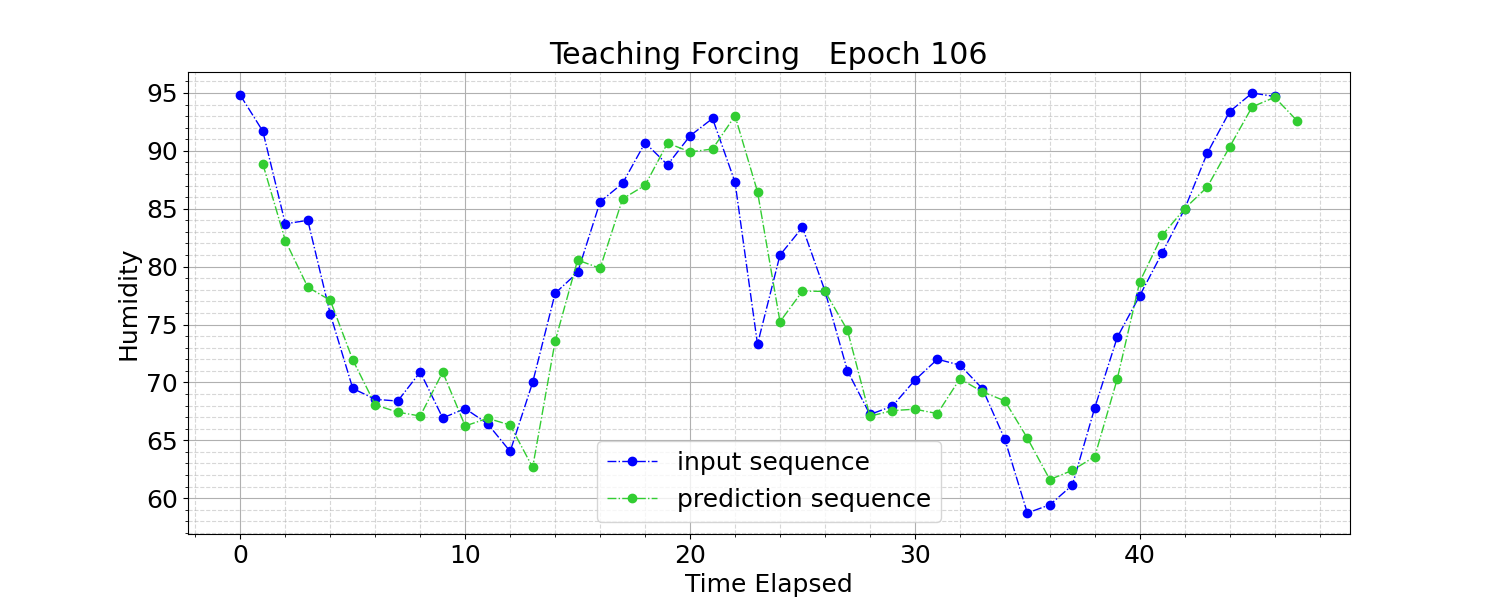 Teaching Forcing   Epoch 106
Humidity
95
90
85
80
75
70
65
60
input sequence
prediction sequence
0 10 20 30 40
Time Elapsed